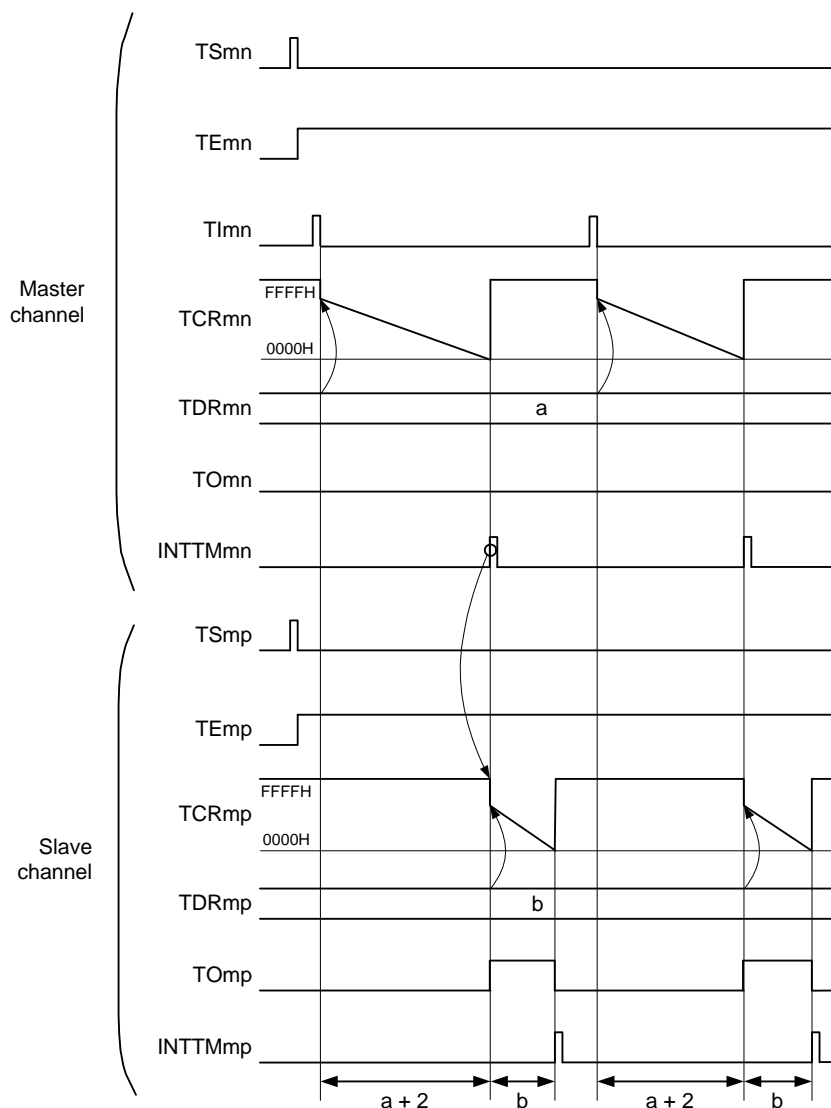 TSmn
TEmn
TImn
Master
channel
FFFFH
TCRmn
0000H
TDRmn
a
TOmn
INTTMmn
TSmp
TEmp
FFFFH
TCRmp
0000H
Slave
channel
TDRmp
b
TOmp
INTTMmp
a + 2 b a + 2 b